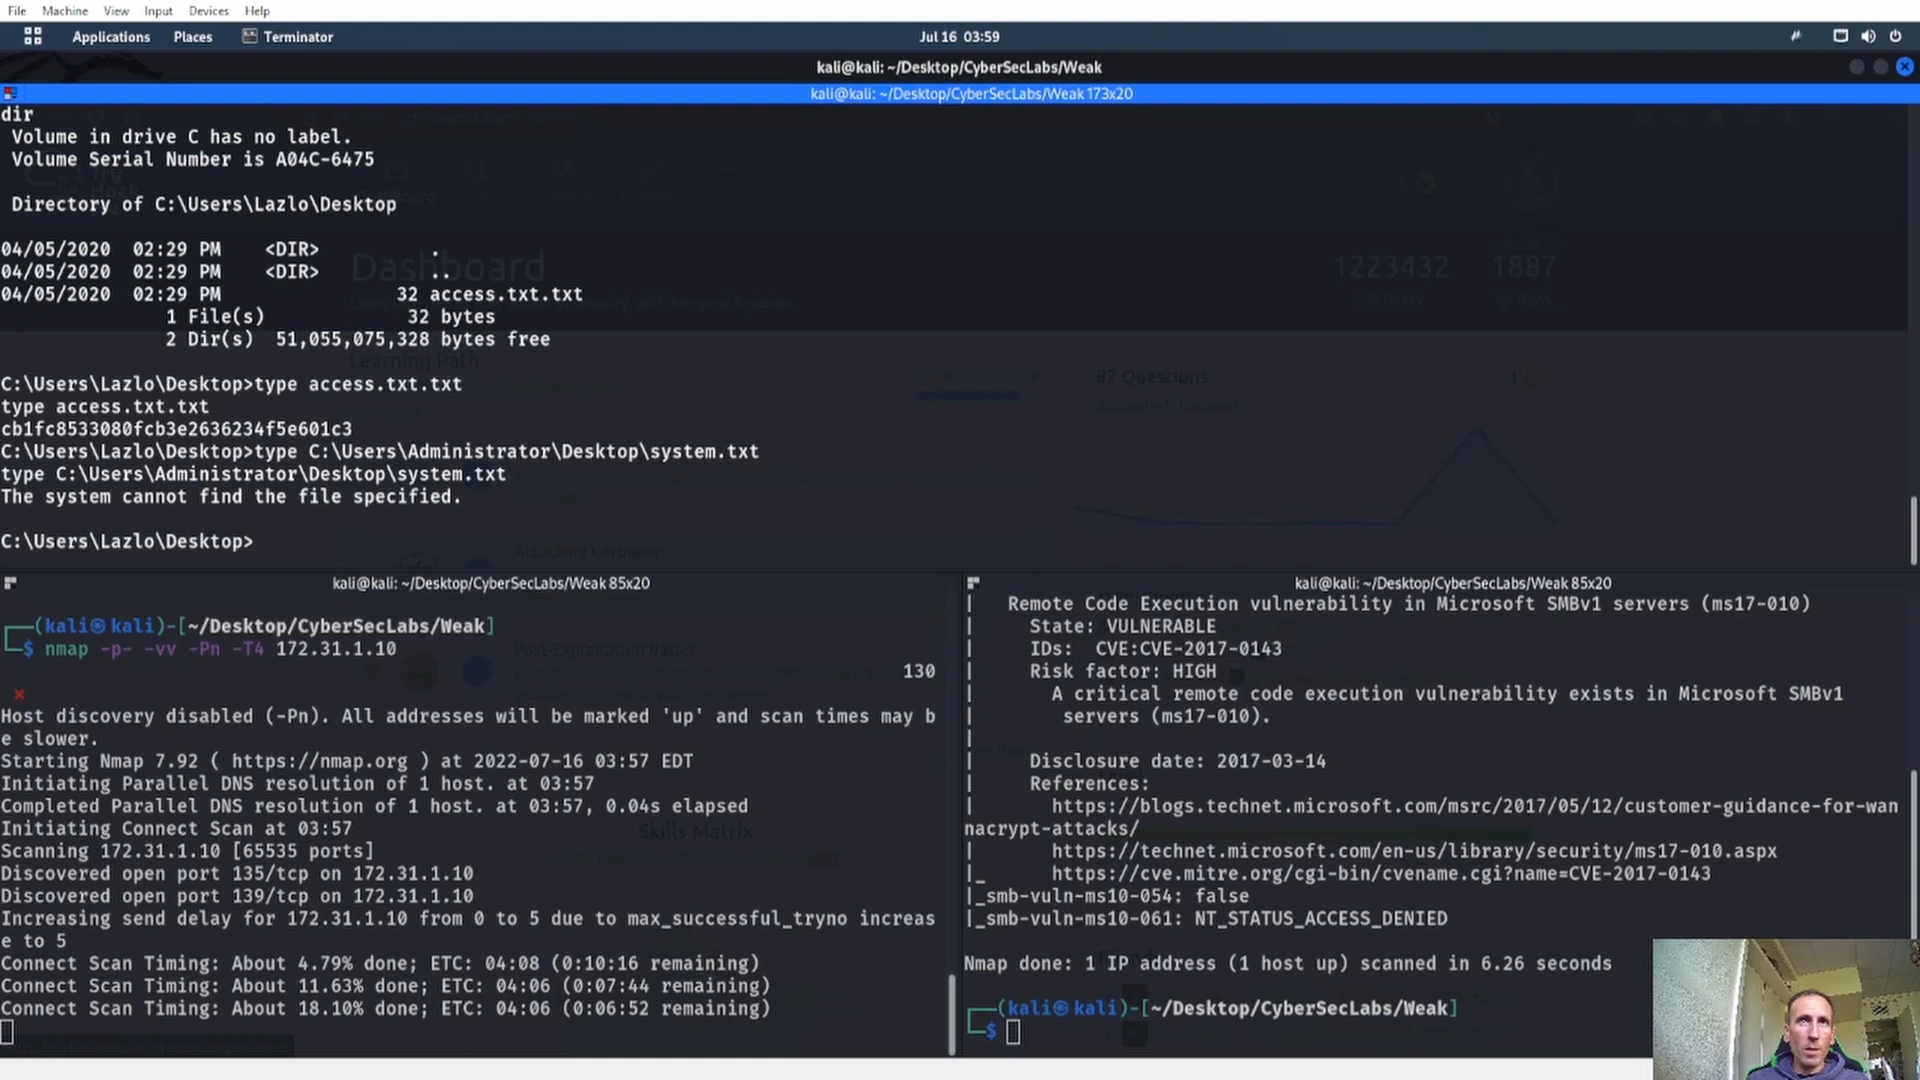 File Machine View Input Devices Help
Applications Places Terminator Jul 16 03:59
kali@kali: ~/Desktop/CyberSecLabs/Weak
kali@kali: ~/Desktop/CyberSecLabs/Weak 173x20
dir
Volume in drive C has no label.
Volume Serial Number is A04C-6475
Directory of C:\Users\Lazlo\Desktop
04/05/2020 02:29 PM <DIR> .
04/05/2020 02:29 PM <DIR> ..
04/05/2020 02:29 PM 32 access.txt.txt
1 File(s) 32 bytes
2 Dir(s) 51,055,075,328 bytes free
C:\Users\Lazlo\Desktop>type access.txt.txt
type access.txt.txt
cb1fc8533080fcb3e2636234f5e601c3
C:\Users\Lazlo\Desktop>type C:\Users\Administrator\Desktop\system.txt
type C:\Users\Administrator\Desktop\system.txt
The system cannot find the file specified.
C:\Users\Lazlo\Desktop>
Dashboard
1223432 1887
Learning Path
82 Questions
Attacking Kerberos
Post-Exploitation Basics
Skills Matrix
kali@kali: ~/Desktop/CyberSecLabs/Weak 85x20
(kali㉿kali)-[~/Desktop/CyberSecLabs/Weak]
$ nmap -p- -vv -Pn -T4 172.31.1.10
130
Host discovery disabled (-Pn). All addresses will be marked 'up' and scan times may b
e slower.
Starting Nmap 7.92 ( https://nmap.org ) at 2022-07-16 03:57 EDT
Initiating Parallel DNS resolution of 1 host. at 03:57
Completed Parallel DNS resolution of 1 host. at 03:57, 0.04s elapsed
Initiating Connect Scan at 03:57
Scanning 172.31.1.10 [65535 ports]
Discovered open port 135/tcp on 172.31.1.10
Discovered open port 139/tcp on 172.31.1.10
Increasing send delay for 172.31.1.10 from 0 to 5 due to max_successful_tryno increas
e to 5
Connect Scan Timing: About 4.79% done; ETC: 04:08 (0:10:16 remaining)
Connect Scan Timing: About 11.63% done; ETC: 04:06 (0:07:44 remaining)
Connect Scan Timing: About 18.10% done; ETC: 04:06 (0:06:52 remaining)
kali@kali: ~/Desktop/CyberSecLabs/Weak 85x20
| Remote Code Execution vulnerability in Microsoft SMBv1 servers (ms17-010)
| State: VULNERABLE
| IDs: CVE:CVE-2017-0143
| Risk factor: HIGH
| A critical remote code execution vulnerability exists in Microsoft SMBv1
| servers (ms17-010).
|
| Disclosure date: 2017-03-14
| References:
| https://blogs.technet.microsoft.com/msrc/2017/05/12/customer-guidance-for-wan
nacrypt-attacks/
| https://technet.microsoft.com/en-us/library/security/ms17-010.aspx
|_ https://cve.mitre.org/cgi-bin/cvename.cgi?name=CVE-2017-0143
|_smb-vuln-ms10-054: false
|_smb-vuln-ms10-061: NT_STATUS_ACCESS_DENIED
Nmap done: 1 IP address (1 host up) scanned in 6.26 seconds
(kali㉿kali)-[~/Desktop/CyberSecLabs/Weak]
$